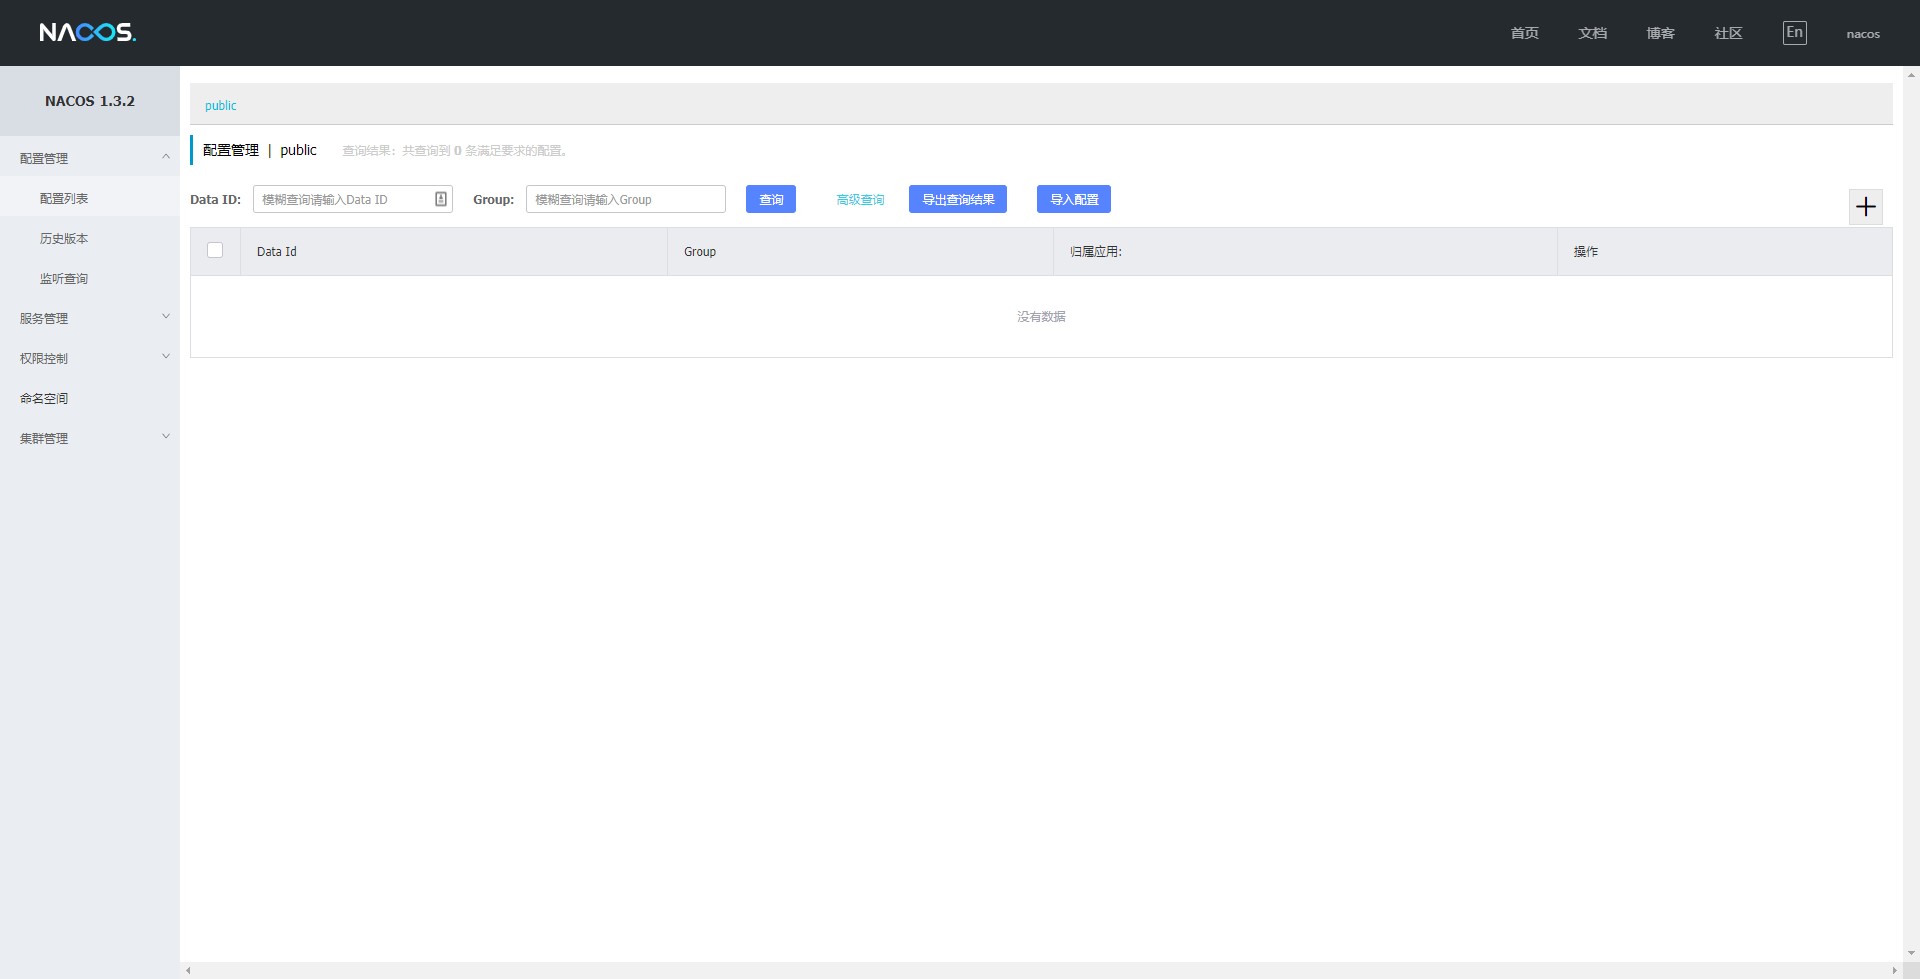 NACOS.
首页 文档 博客 社区 En nacos
NACOS 1.3.2
配置管理
配置列表
历史版本
监听查询
服务管理
权限控制
命名空间
集群管理
public
配置管理 | public 查询结果：共查询到 0 条满足要求的配置。
Data ID: 模糊查询请输入Data ID Group: 模糊查询请输入Group 查询 高级查询 导出查询结果 导入配置
Data Id Group 归属应用: 操作
没有数据